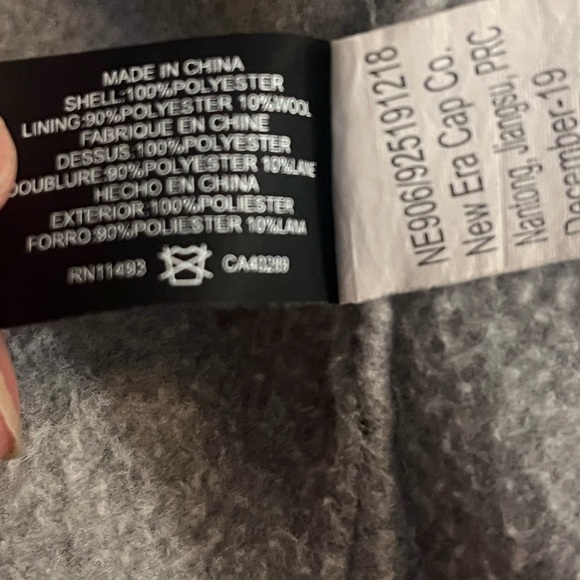 MADE IN CHINA
SHELL:100%POLYESTER
LINING:90%POLYESTER 10%WOOL
FABRIQUE EN CHINE
DESSUS:100%POLYESTER
DOUBLURE:90%POLYESTER 10%LAINE
HECHO EN CHINA
EXTERIOR:100%POLIESTER
FORRO:90%POLIESTER 10%LANA
RN11493 CA40289
NE906/925191218
New Era Cap Co.
Nantong, Jiangsu, PRC
December-19